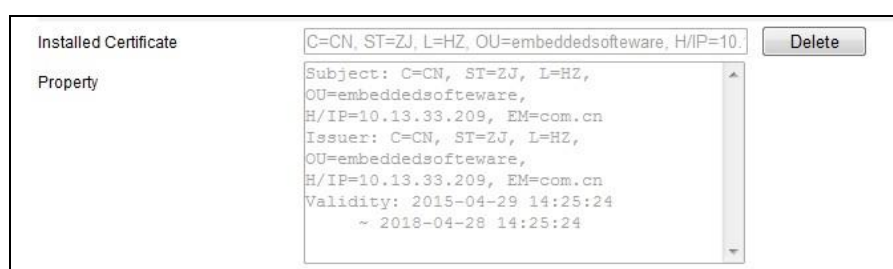 Installed Certificate
C=CN, ST=ZJ, L=HZ, OU=embeddedsofteware, H/IP=10.
Delete
Property
Subject: C=CN, ST=ZJ, L=HZ,
OU=embeddedsofteware,
H/IP=10.13.33.209, EM=com.cn
Issuer: C=CN, ST=ZJ, L=HZ,
OU=embeddedsofteware,
H/IP=10.13.33.209, EM=com.cn
Validity: 2015-04-29 14:25:24
~ 2018-04-28 14:25:24